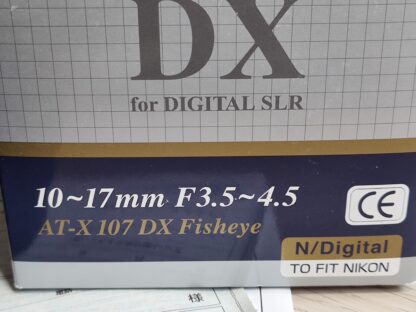 DX
for DIGITAL SLR
10~17mm F3.5~4.5
AT-X 107 DX Fisheye
CE
N/Digital
TO FIT NIKON
様